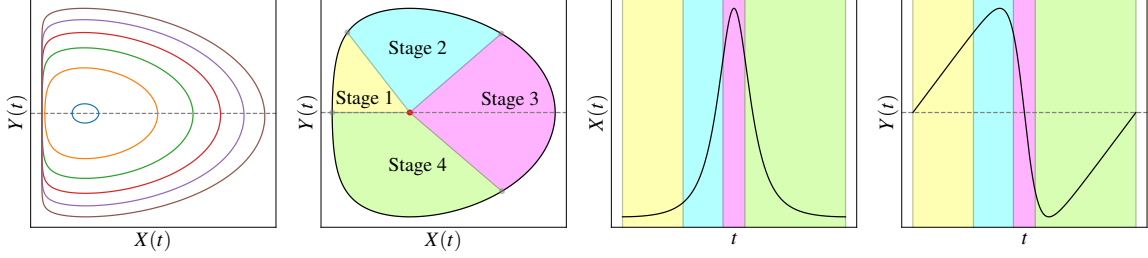 Y(t)
X(t)
Y(t)
Stage 1
Stage 2
Stage 3
Stage 4
X(t)
X(t)
t
Y(t)
t